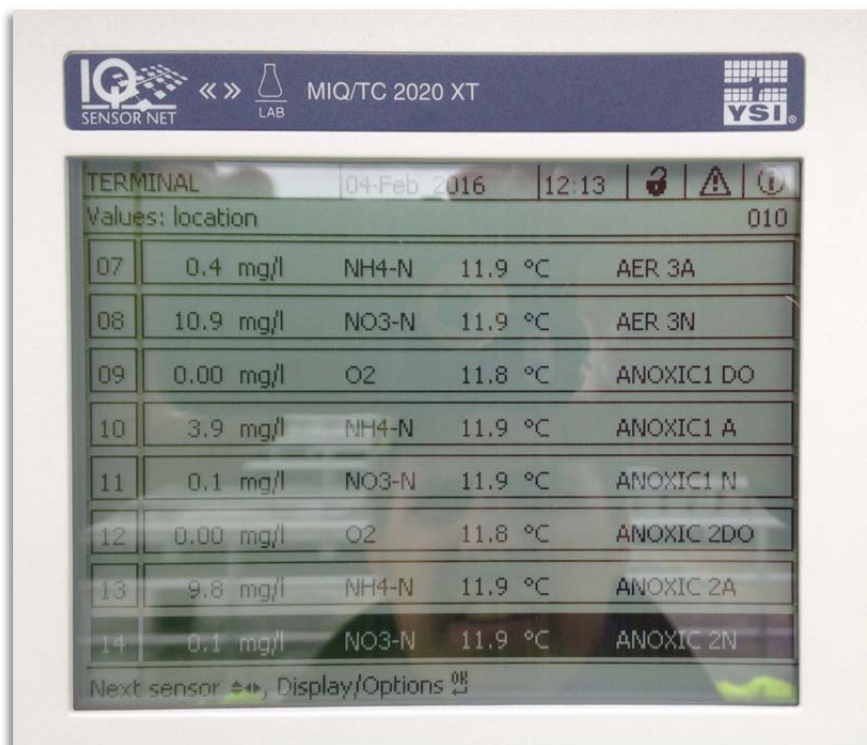 IQ SENSOR NET « » LAB MIQ/TC 2020 XT YSI®
TERMINAL 04·Feb 2016 12:13
Values: location 010
07 0.4 mg/l NH4-N 11.9 °C AER 3A
08 10.9 mg/l NO3-N 11.9 °C AER 3N
09 0.00 mg/l O2 11.8 °C ANOXIC1 DO
10 3.9 mg/l NH4-N 11.9 °C ANOXIC1 A
11 0.1 mg/l NO3-N 11.9 °C ANOXIC1 N
12 0.00 mg/l O2 11.8 °C ANOXIC 2DO
13 9.8 mg/l NH4-N 11.9 °C ANOXIC 2A
14 0.1 mg/l NO3-N 11.9 °C ANOXIC 2N
Next sensor, Display/Options OK